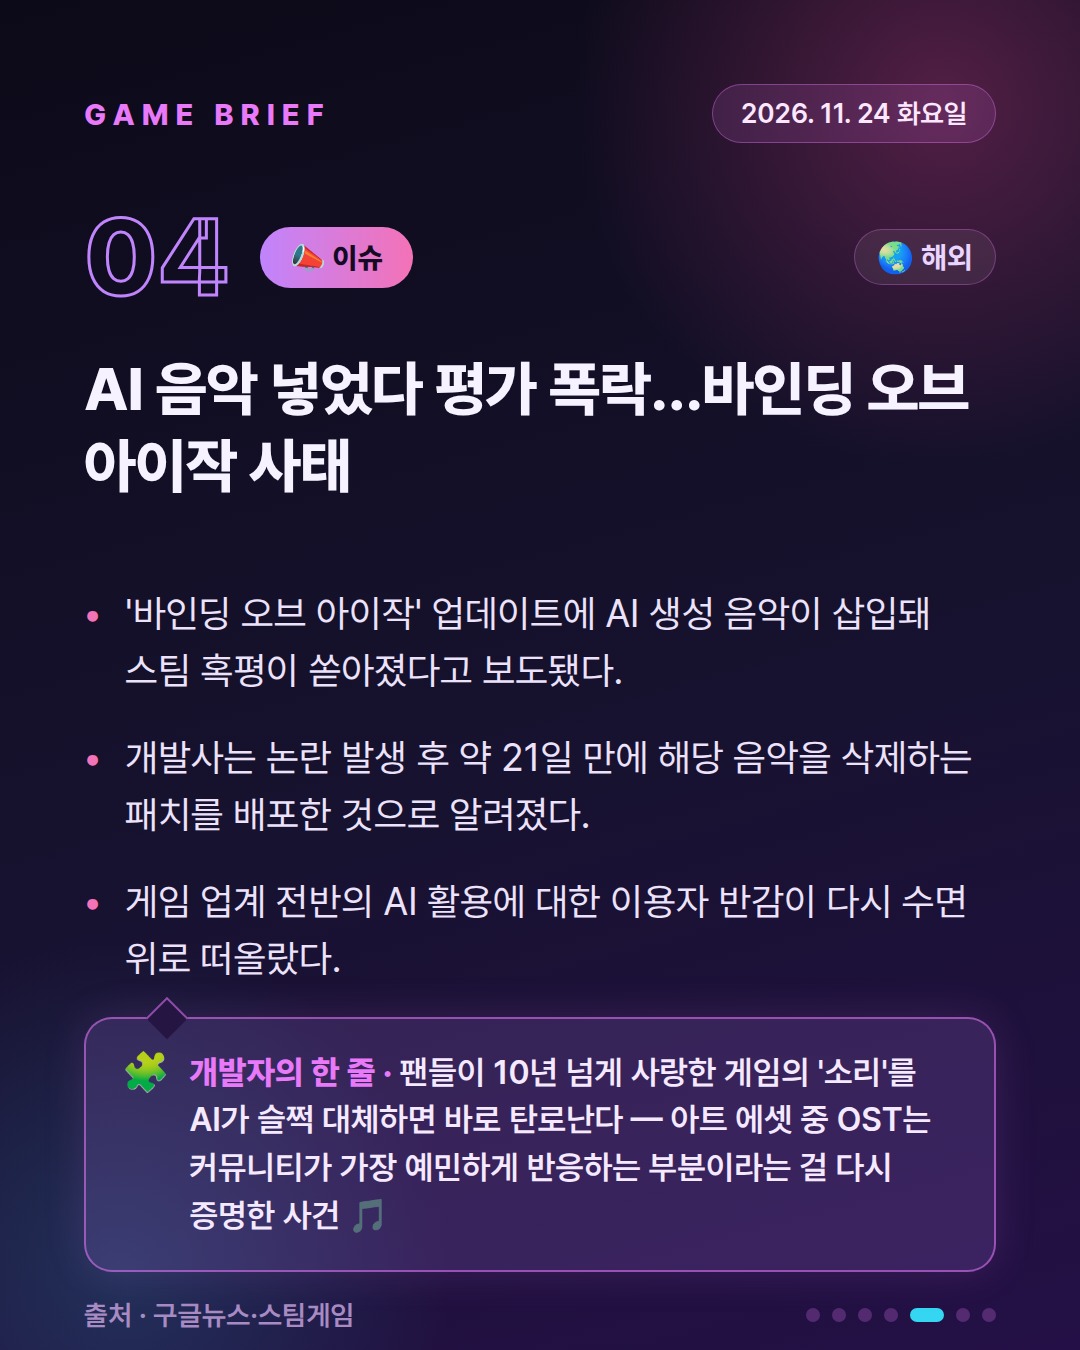 GAME BRIEF
2026. 11. 24 화요일
04
📣 이슈
🌏 해외
AI 음악 넣었다 평가 폭락…바인딩 오브
아이작 사태
• '바인딩 오브 아이작' 업데이트에 AI 생성 음악이 삽입돼
스팀 혹평이 쏟아졌다고 보도됐다.
• 개발사는 논란 발생 후 약 21일 만에 해당 음악을 삭제하는
패치를 배포한 것으로 알려졌다.
• 게임 업계 전반의 AI 활용에 대한 이용자 반감이 다시 수면
위로 떠올랐다.
🧩 개발자의 한 줄 · 팬들이 10년 넘게 사랑한 게임의 '소리'를
AI가 슬쩍 대체하면 바로 탄로난다 — 아트 에셋 중 OST는
커뮤니티가 가장 예민하게 반응하는 부분이라는 걸 다시
증명한 사건 🎵
출처 · 구글뉴스·스팀게임